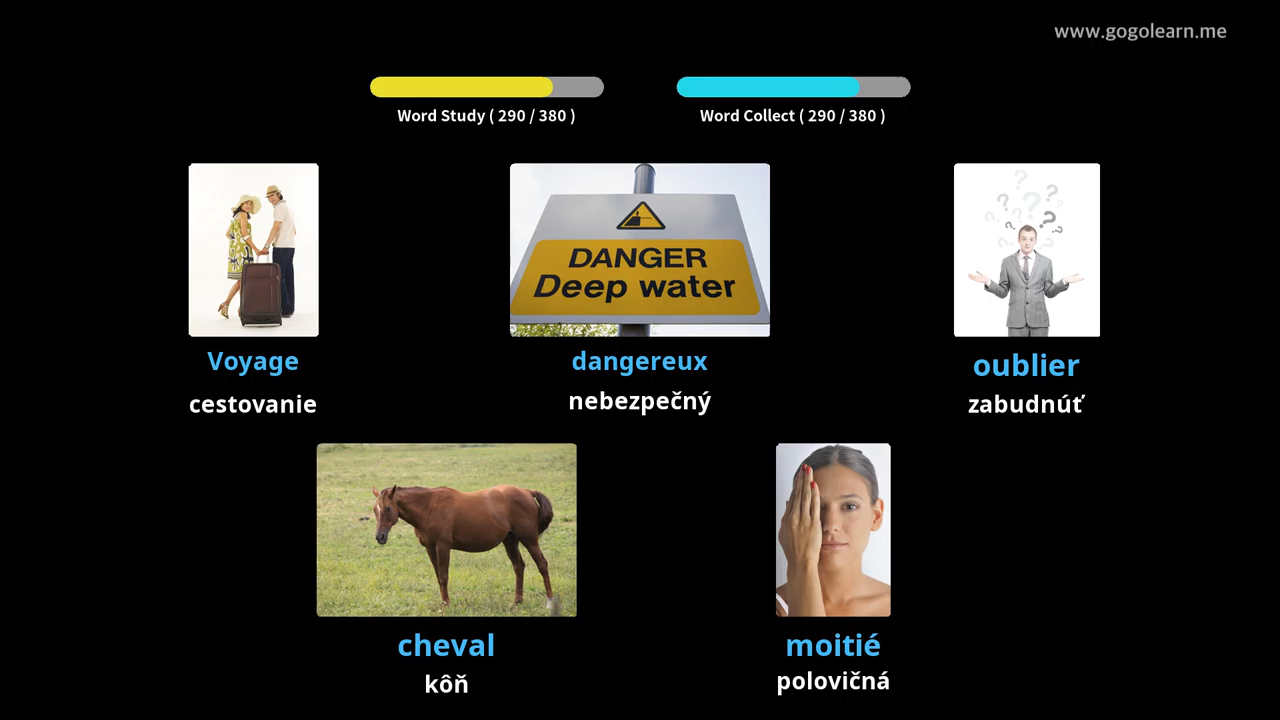 www.gogolearn.me
Word Study ( 290 / 380 )
Word Collect ( 290 / 380 )
DANGER
Deep water
Voyage
cestovanie
dangereux
nebezpečný
oublier
zabudnúť
cheval
kôň
moitié
polovičná